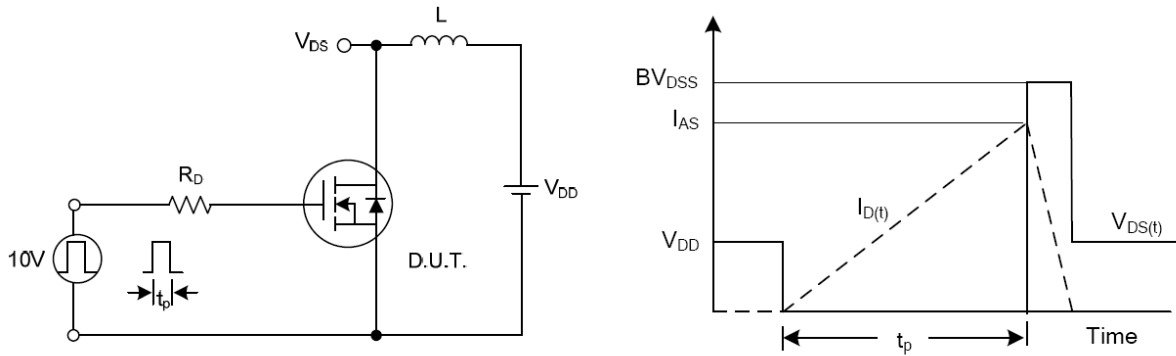 L
V_DS
R_D
V_DD
10V
t_p
D.U.T.
BV_DSS
I_AS
V_DD
I_D(t)
V_DS(t)
t_p
Time